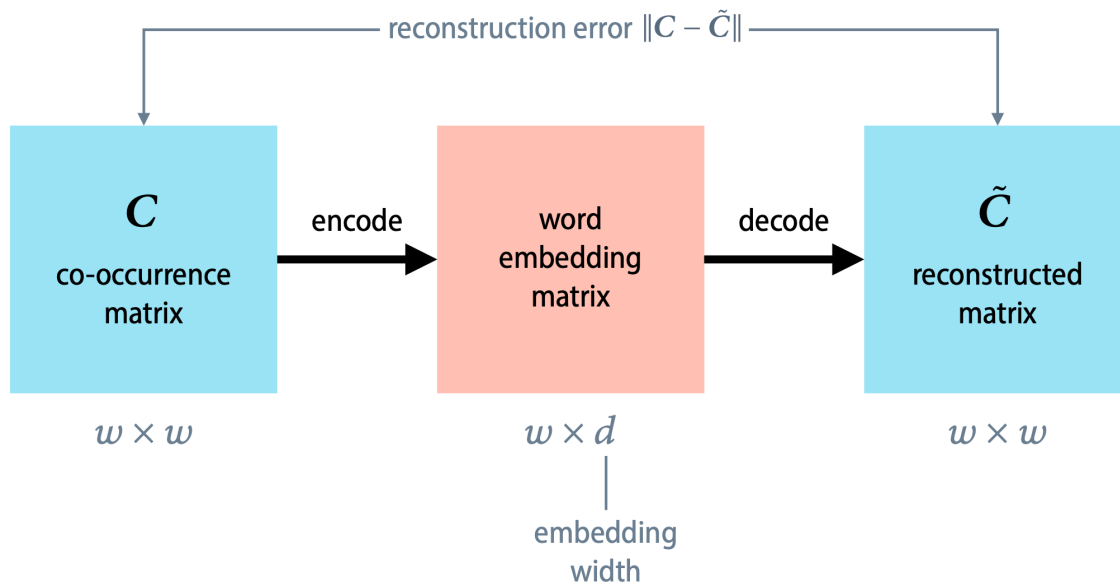 reconstruction error ‖C – C̃‖
C
co-occurrence
matrix
encode
word
embedding
matrix
decode
C̃
reconstructed
matrix
w × w
w × d
w × w
embedding
width